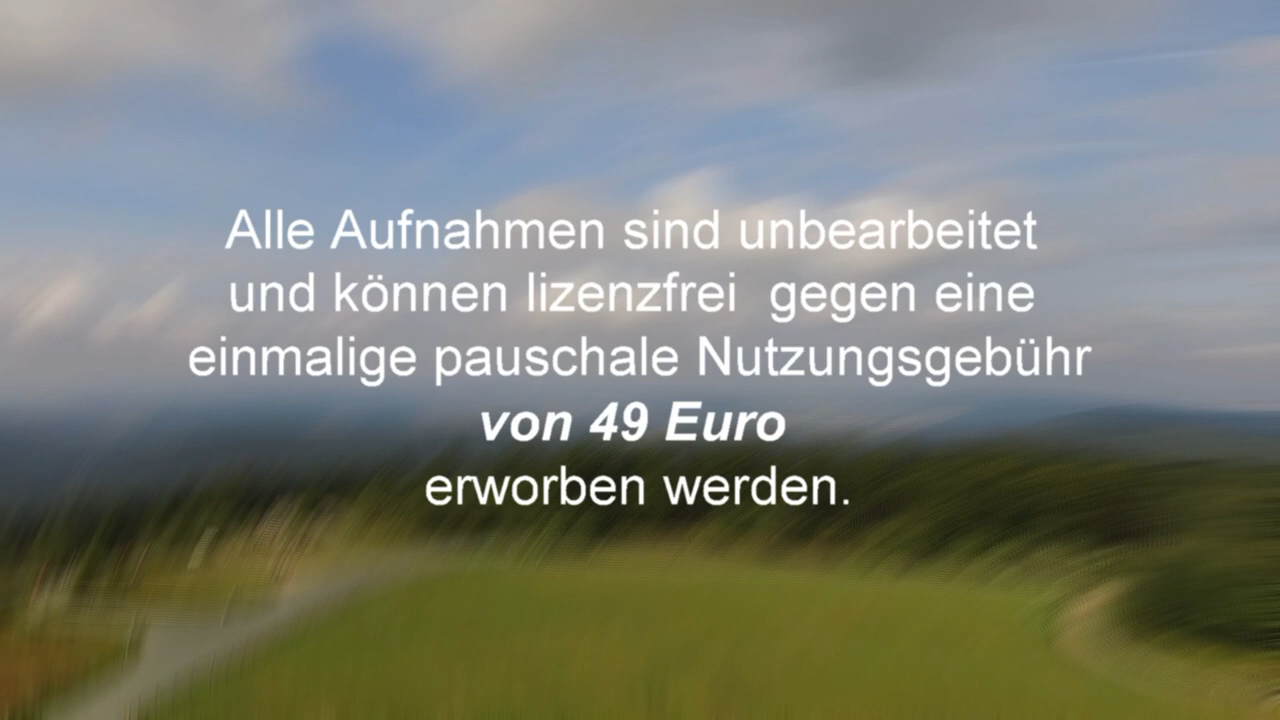 Alle Aufnahmen sind unbearbeitet
und können lizenzfrei  gegen eine
einmalige pauschale Nutzungsgebühr
von 49 Euro
erworben werden.